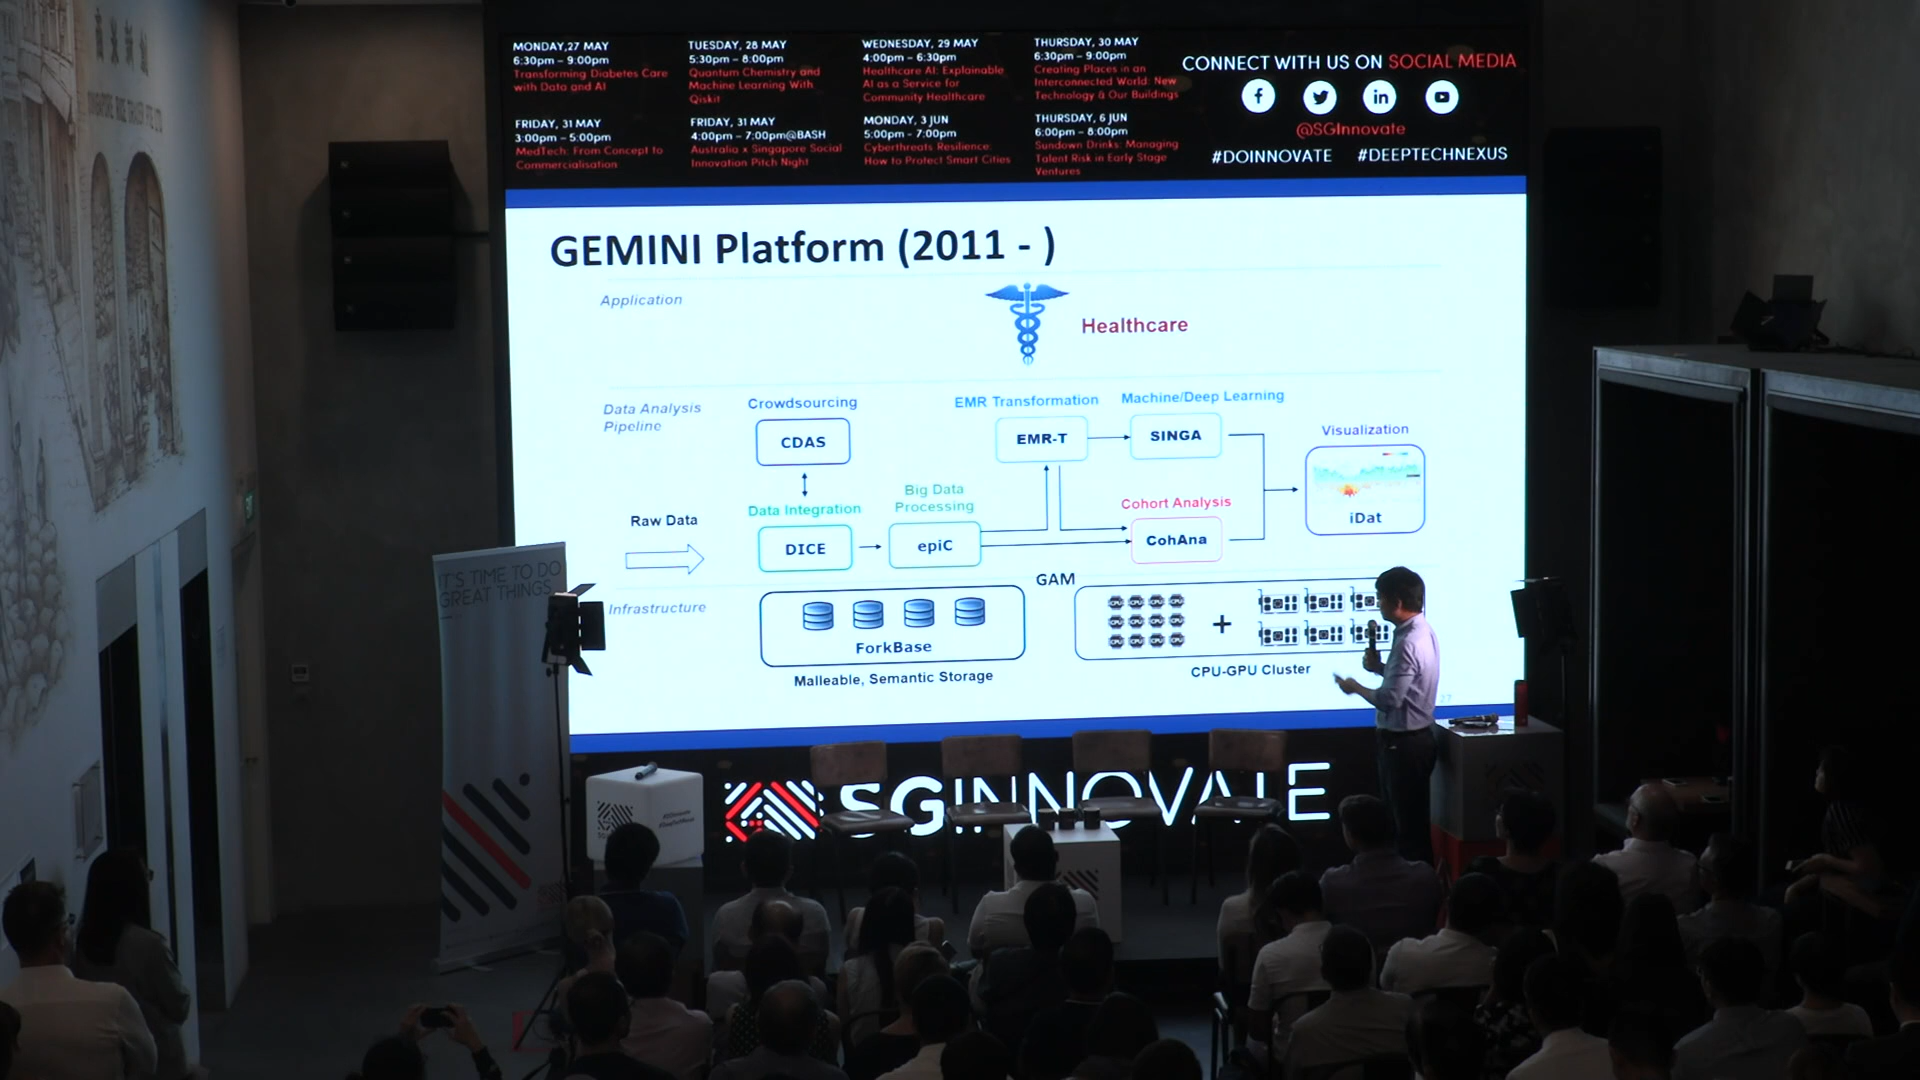 MONDAY, 27 MAY
6:30pm – 9:00pm
Transforming Diabetes Care
with Data and AI
TUESDAY, 28 MAY
5:30pm – 8:00pm
Quantum Chemistry and
Machine Learning With
Qiskit
WEDNESDAY, 29 MAY
4:00pm – 6:30pm
Healthcare AI: Explainable
AI as a Service for
Community Healthcare
THURSDAY, 30 MAY
6:30pm – 9:00pm
Creating Places in an
Interconnected World: New
Technology & Our Buildings
FRIDAY, 31 MAY
3:00pm – 5:00pm
MedTech: From Concept to
Commercialisation
FRIDAY, 31 MAY
4:00pm – 7:00pm@BASH
Australia x Singapore Social
Innovation Pitch Night
MONDAY, 3 JUN
5:00pm – 7:00pm
Cyberthreats Resilience:
How to Protect Smart Cities
THURSDAY, 6 JUN
6:00pm – 8:00pm
Sundown Drinks: Managing
Talent Risk in Early Stage
Ventures
CONNECT WITH US ON SOCIAL MEDIA
@SGInnovate
#DOINNOVATE #DEEPTECHNEXUS
GEMINI Platform (2011 - )
Application
Healthcare
Data Analysis
Pipeline
Crowdsourcing
CDAS
EMR Transformation
EMR-T
Machine/Deep Learning
SINGA
Visualization
iDat
Raw Data
Data Integration
DICE
Big Data
Processing
epiC
Cohort Analysis
CohAna
GAM
Infrastructure
ForkBase
Malleable, Semantic Storage
+
CPU-GPU Cluster
27
IT'S TIME TO DO
GREAT THINGS
SGINNOVATE